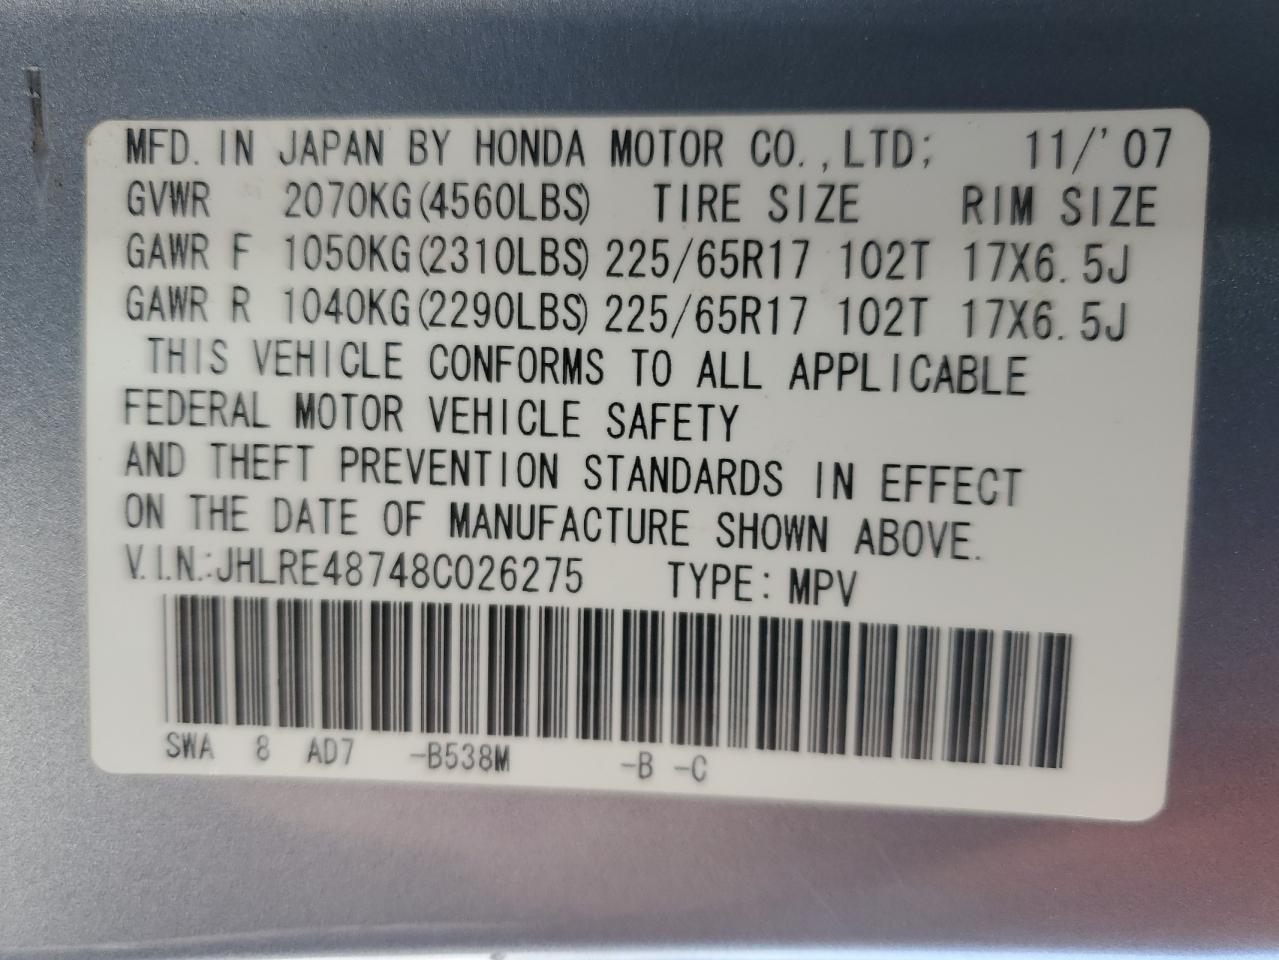 MFD. IN JAPAN BY HONDA MOTOR CO.,LTD; 11/'07
GVWR 2070KG(4560LBS) TIRE SIZE RIM SIZE
GAWR F 1050KG(2310LBS) 225/65R17 102T 17X6.5J
GAWR R 1040KG(2290LBS) 225/65R17 102T 17X6.5J
THIS VEHICLE CONFORMS TO ALL APPLICABLE
FEDERAL MOTOR VEHICLE SAFETY
AND THEFT PREVENTION STANDARDS IN EFFECT
ON THE DATE OF MANUFACTURE SHOWN ABOVE.
V.I.N.:JHLRE48748C026275 TYPE: MPV
SWA 8 AD7 -B538M -B -C